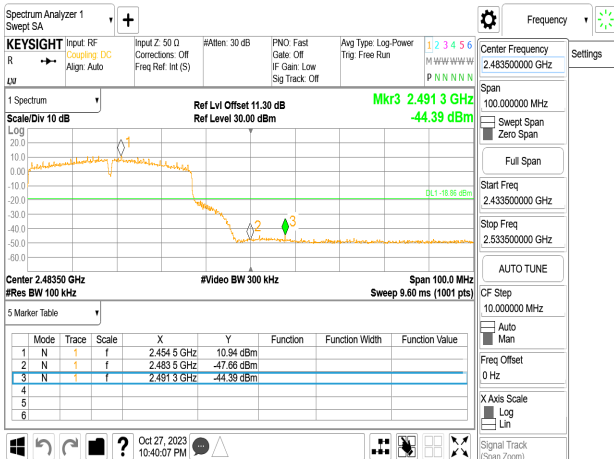 Spectrum Analyzer 1
Swept SA
▼
+
Frequency ▼
KEYSIGHT
R
Input: RF
Coupling: DC
Align: Auto
Input Z: 50 Ω
Corrections: Off
Freq Ref: Int (S)
#Atten: 30 dB
PNO: Fast
Gate: Off
IF Gain: Low
Sig Track: Off
Avg Type: Log-Power
Trig: Free Run
1 2 3 4 5 6
M W W W W W
P N N N N N
Center Frequency
2.483500000 GHz
Settings
1 Spectrum ▼
Scale/Div 10 dB
Ref Lvl Offset 11.30 dB
Ref Level 30.00 dBm
Mkr3 2.491 3 GHz
-44.39 dBm
Span
100.000000 MHz
Swept Span
Zero Span
Full Span
Log
20.0
10.0
0.00
-10.0
-20.0
-30.0
-40.0
-50.0
-60.0
1
2
3
DL1 -18.86 dBm
Start Freq
2.433500000 GHz
Stop Freq
2.533500000 GHz
AUTO TUNE
Center 2.48350 GHz
#Res BW 100 kHz
#Video BW 300 kHz
Span 100.0 MHz
Sweep 9.60 ms (1001 pts)
CF Step
10.000000 MHz
Auto
Man
5 Marker Table ▼
Mode Trace Scale X Y Function Function Width Function Value
1 N 1 f 2.454 5 GHz 10.94 dBm
2 N 1 f 2.483 5 GHz -47.66 dBm
3 N 1 f 2.491 3 GHz -44.39 dBm
4
5
6
Freq Offset
0 Hz
X Axis Scale
Log
Lin
Signal Track
(Span Zoom)
?
Oct 27, 2023
10:40:07 PM